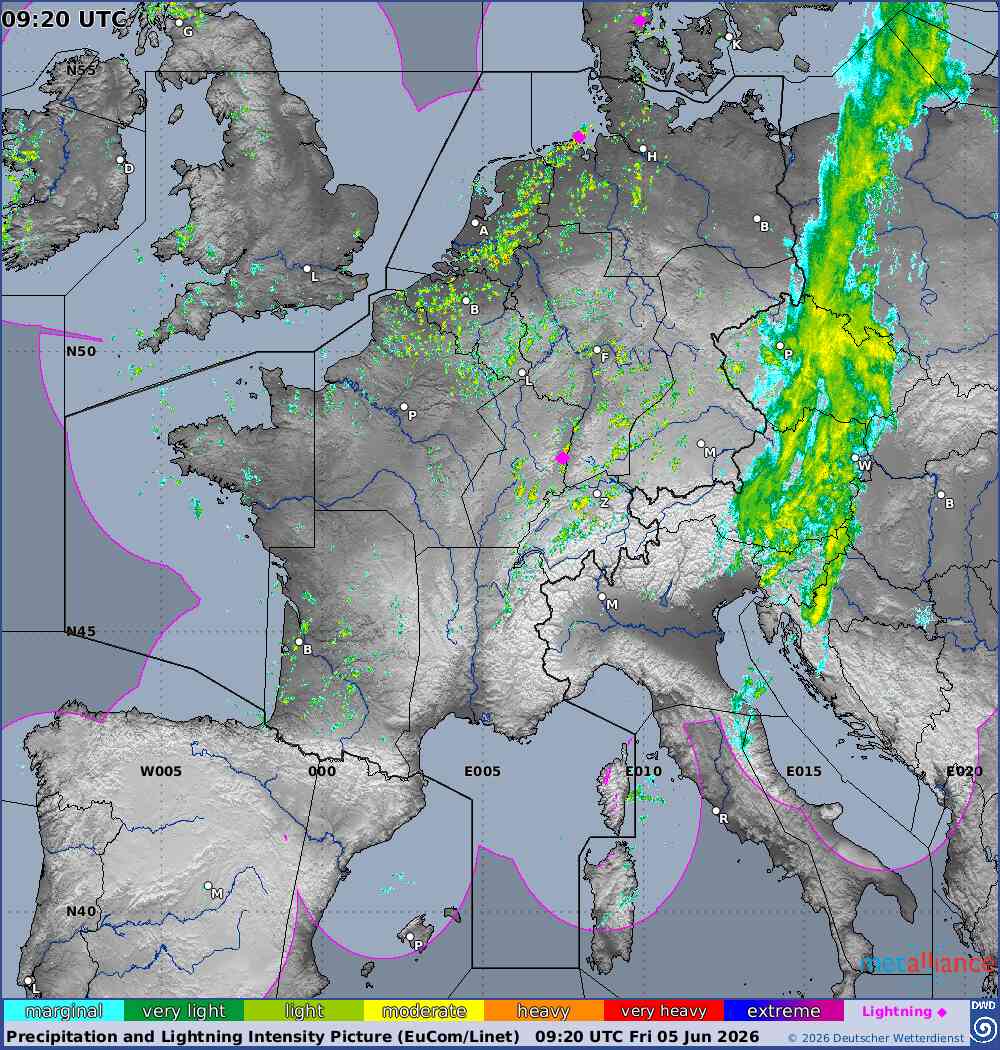 09:20 UTC
G
K
N55
D
H
A
B
L
B
N50
F
P
L
P
M
W
Z
B
M
N45
B
W005
000
E005
E010
E015
E020
R
M
N40
P
L
metalliance
marginal very light light moderate heavy very heavy extreme Lightning ◆
DWD
Precipitation and Lightning Intensity Picture (EuCom/Linet) 09:20 UTC Fri 05 Jun 2026 © 2026 Deutscher Wetterdienst